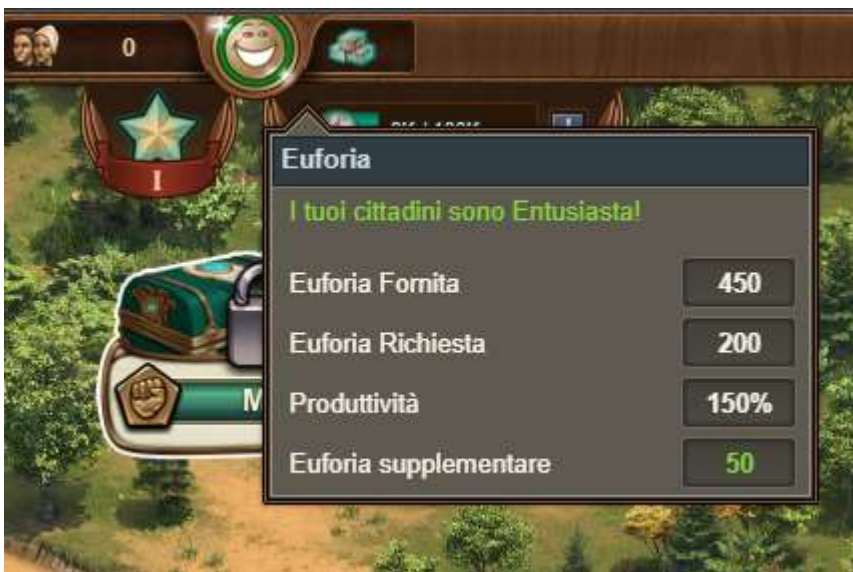 0
I
Euforia
I tuoi cittadini sono Entusiasta!
Euforia Fornita 450
Euforia Richiesta 200
M
Produttività 150%
Euforia supplementare 50